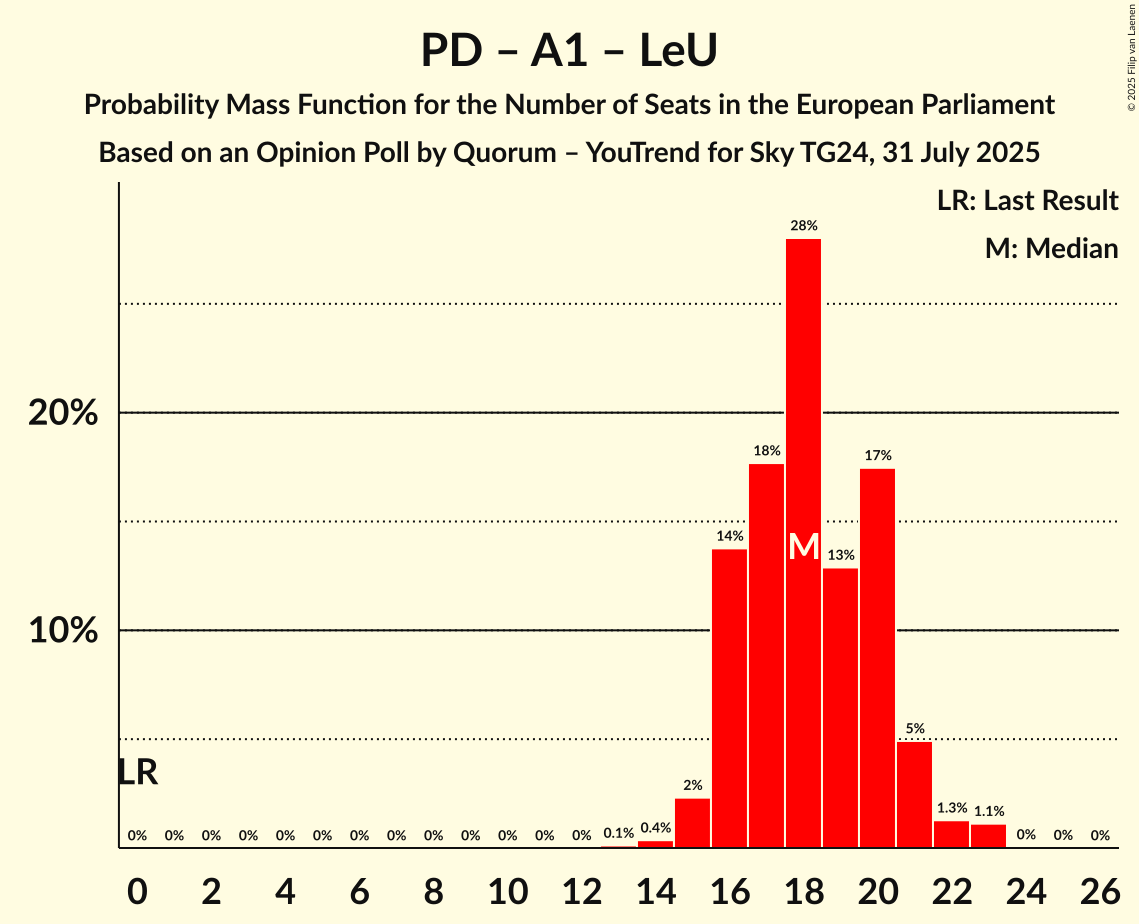 PD – A1 – LeU
Probability Mass Function for the Number of Seats in the European Parliament
Based on an Opinion Poll by Quorum – YouTrend for Sky TG24, 31 July 2025
© 2025 Filip van Laenen
LR: Last Result
M: Median
28%
20%
18%
17%
14%
M
13%
10%
5%
LR
2%
1.3%
1.1%
0% 0% 0% 0% 0% 0% 0% 0% 0% 0% 0% 0% 0% 0.1% 0.4% 0% 0% 0%
0 2 4 6 8 10 12 14 16 18 20 22 24 26